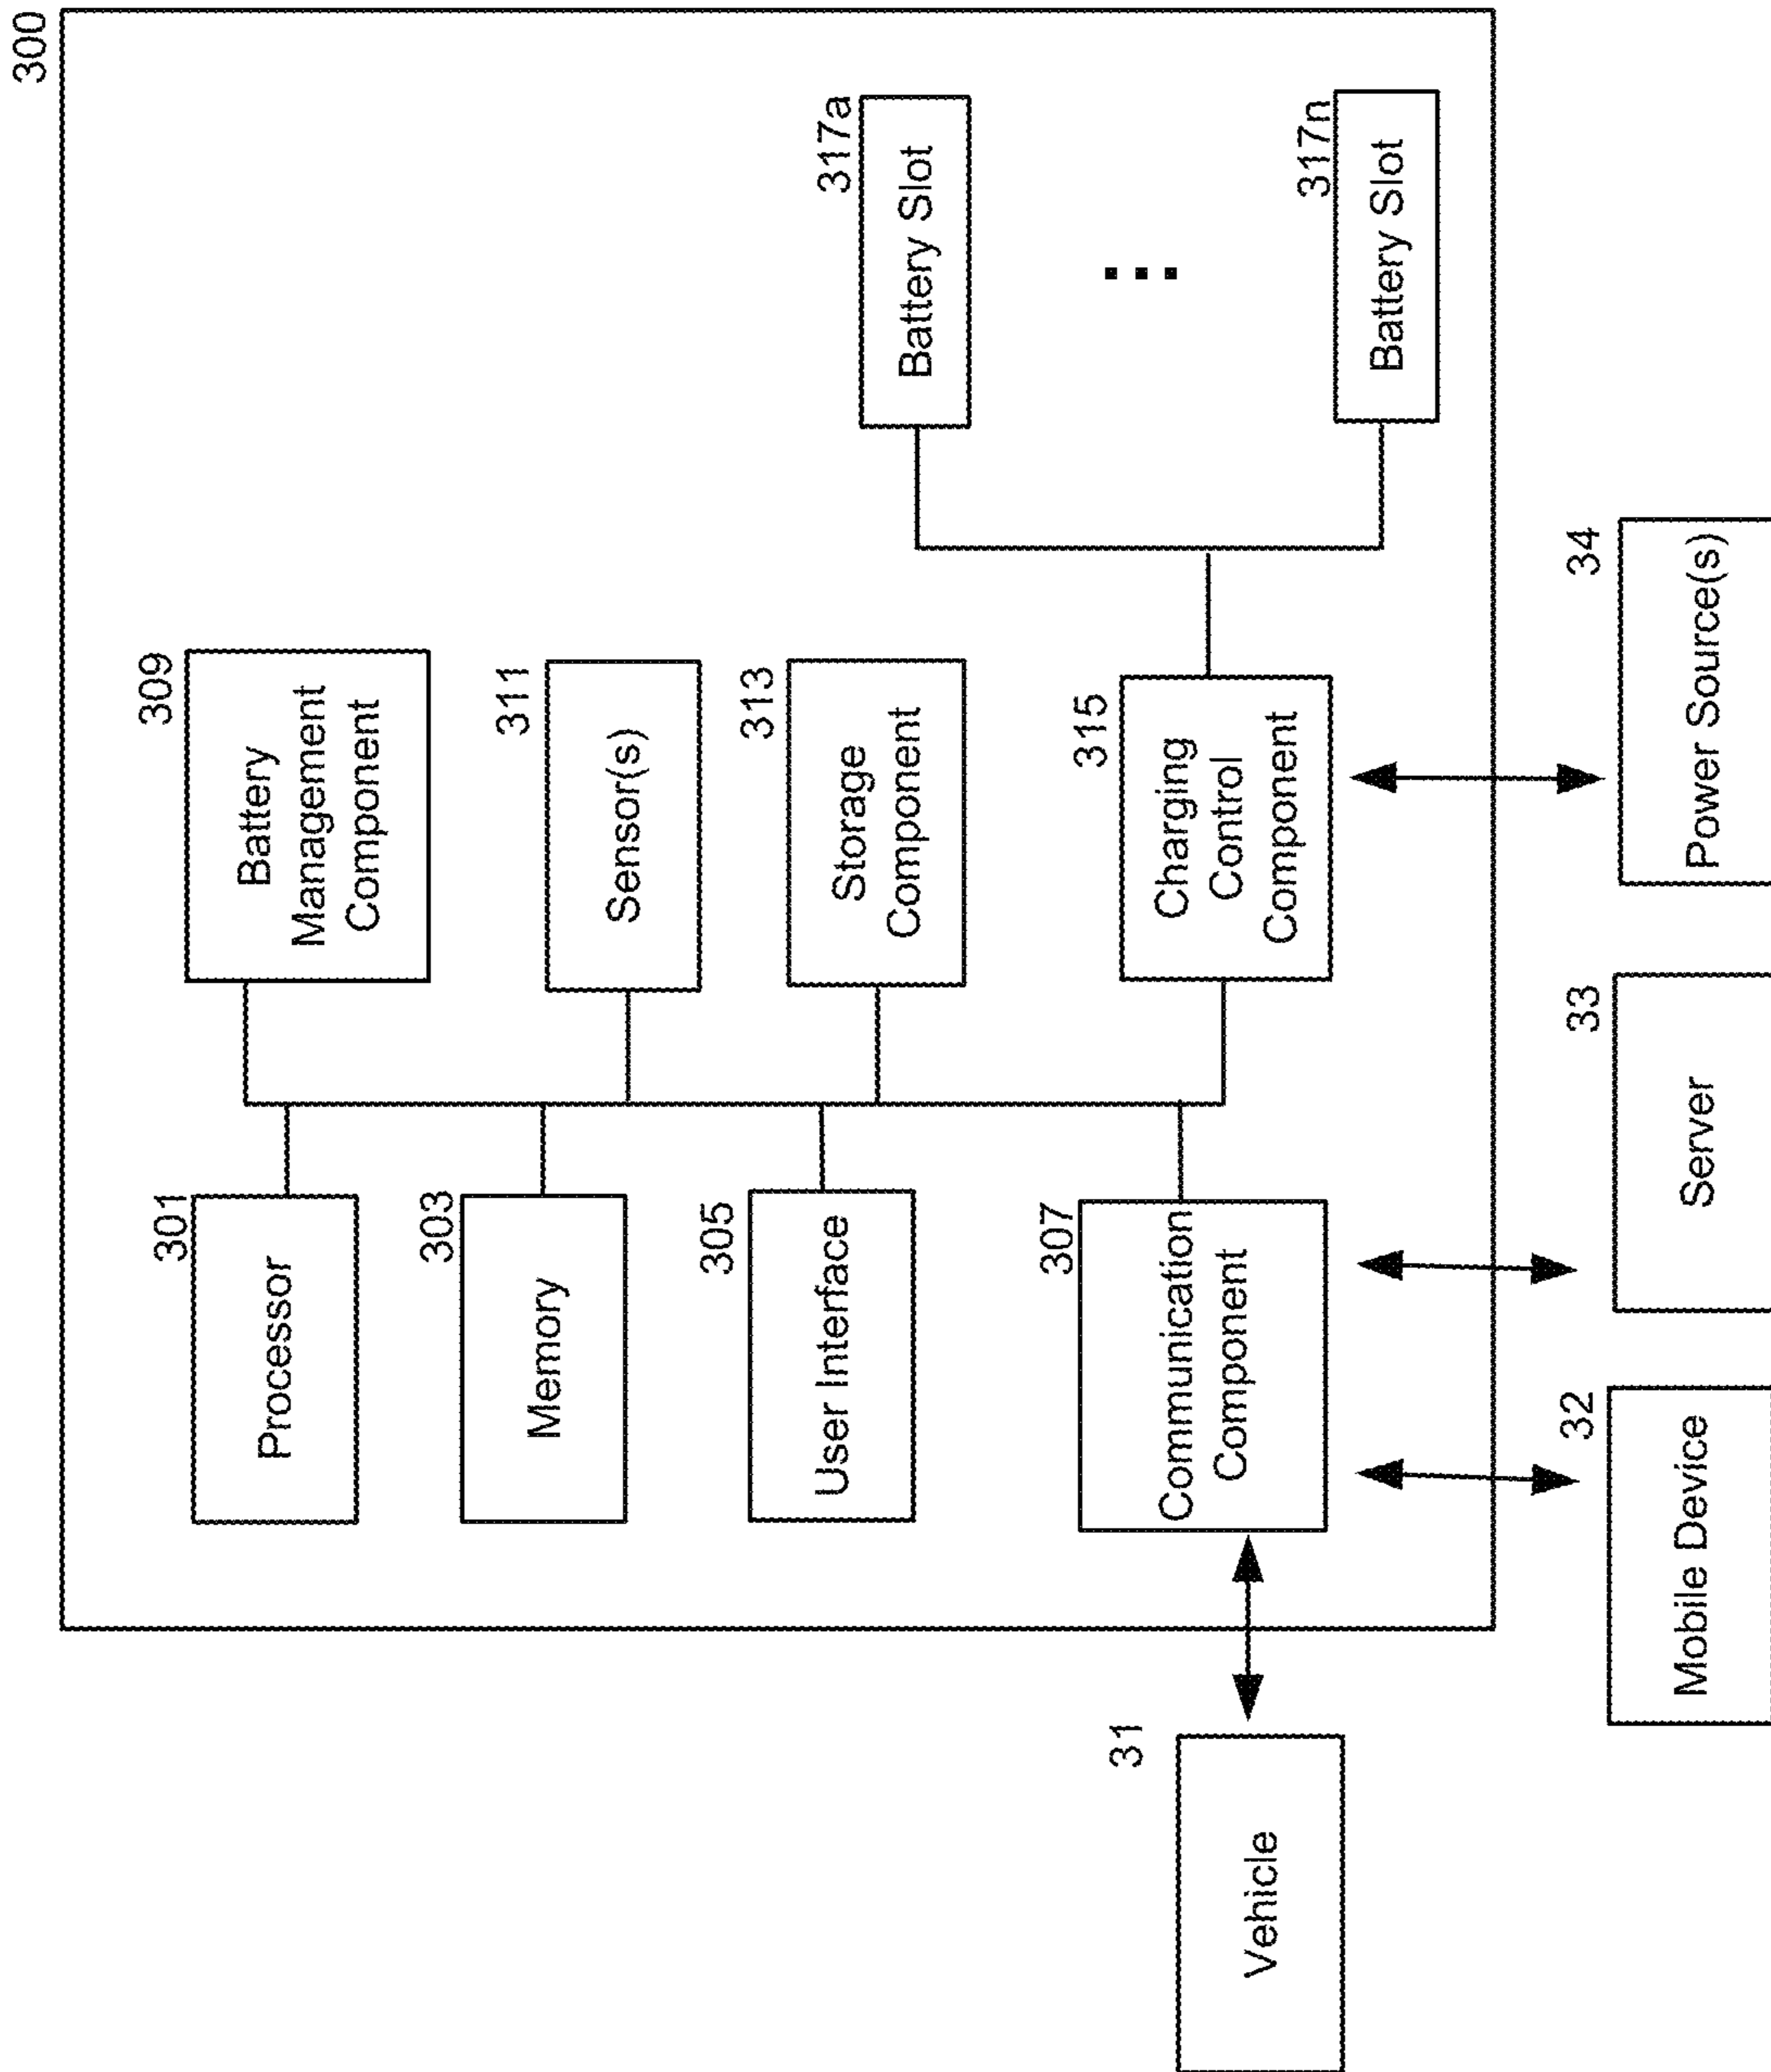 300
301
Processor
309
Battery
Management
Component
303
Memory
311
Sensor(s)
305
User Interface
313
Storage
Component
317a
Battery Slot
307
Communication
Component
315
Charging
Control
Component
317n
Battery Slot
31
Vehicle
32
Mobile Device
33
Server
34
Power Source(s)